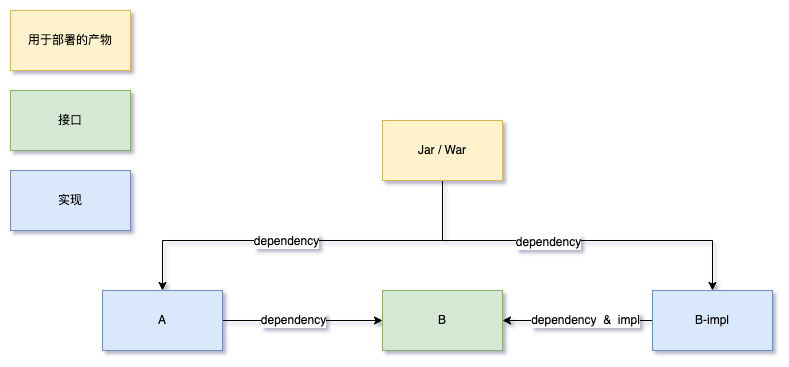 用于部署的产物
接口
实现
Jar / War
dependency
dependency
A
dependency
B
dependency & impl
B-impl